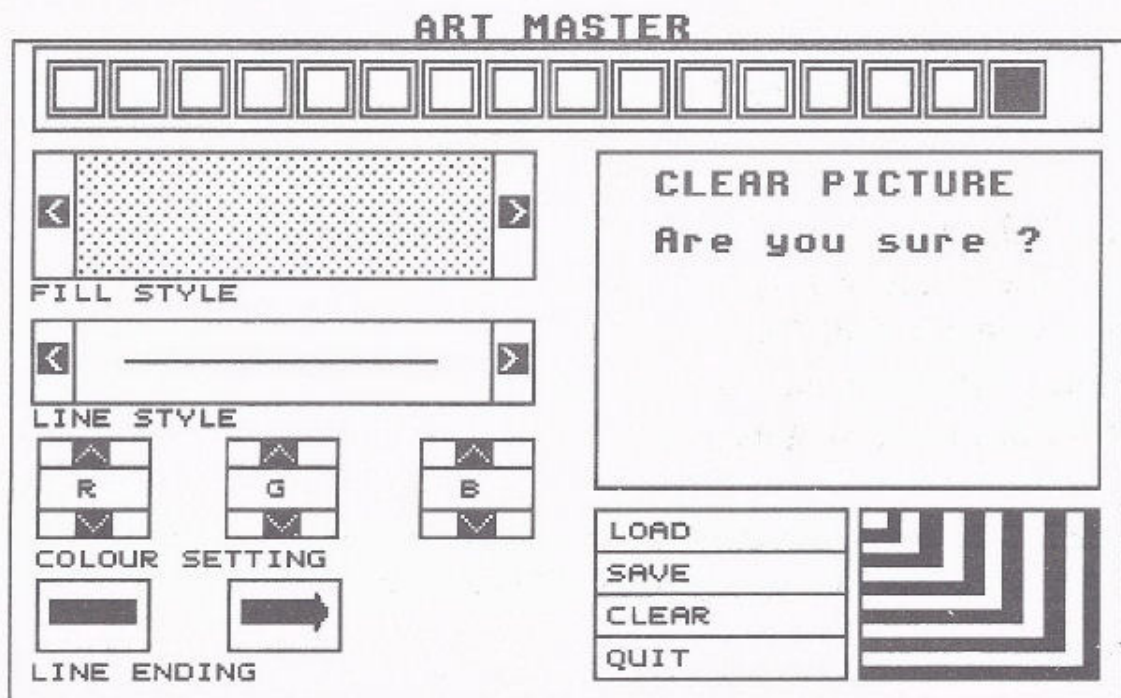 ART MASTER
CLEAR PICTURE
Are you sure ?
FILL STYLE
LINE STYLE
R G B
COLOUR SETTING
LINE ENDING
LOAD
SAVE
CLEAR
QUIT